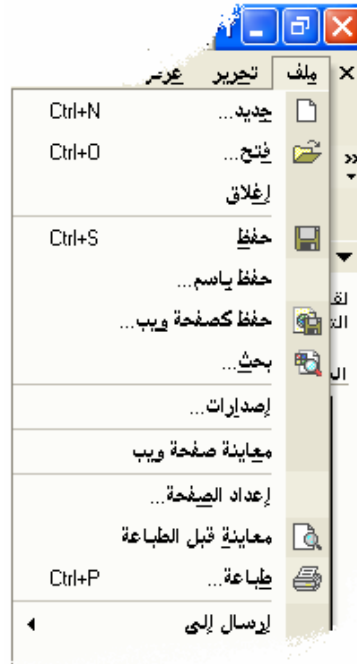 ملف تحرير عرض
جديد... Ctrl+N
فتح... Ctrl+O
إغلاق
حفظ Ctrl+S
حفظ باسم...
حفظ كصفحة ويب...
بحث...
إصدارات...
معاينة صفحة ويب
إعداد الصفحة...
معاينة قبل الطباعة
طباعة... Ctrl+P
إرسال إلى